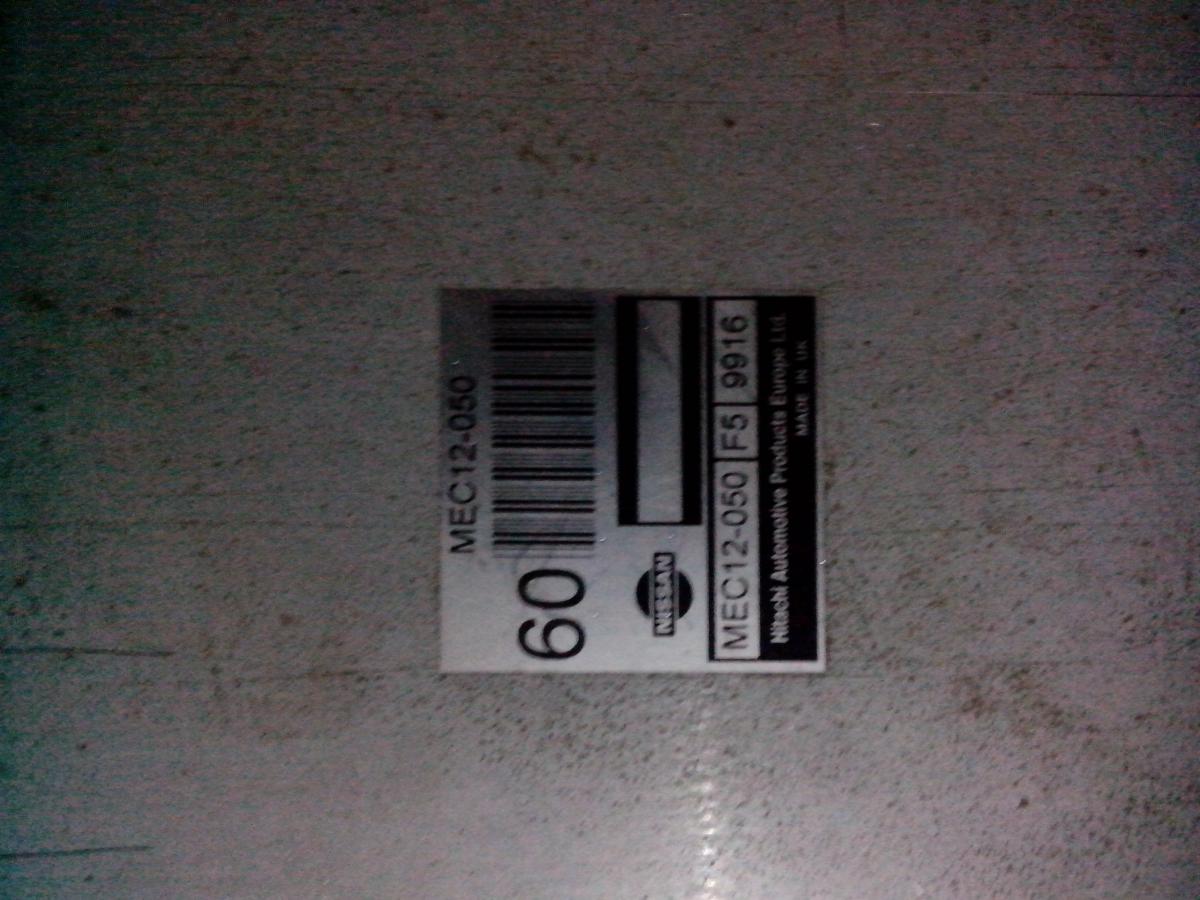 MEC12-050
60
NISSAN
MEC12-050 F5 9916
Hitachi Automotive Products Europe Ltd.
MADE IN UK